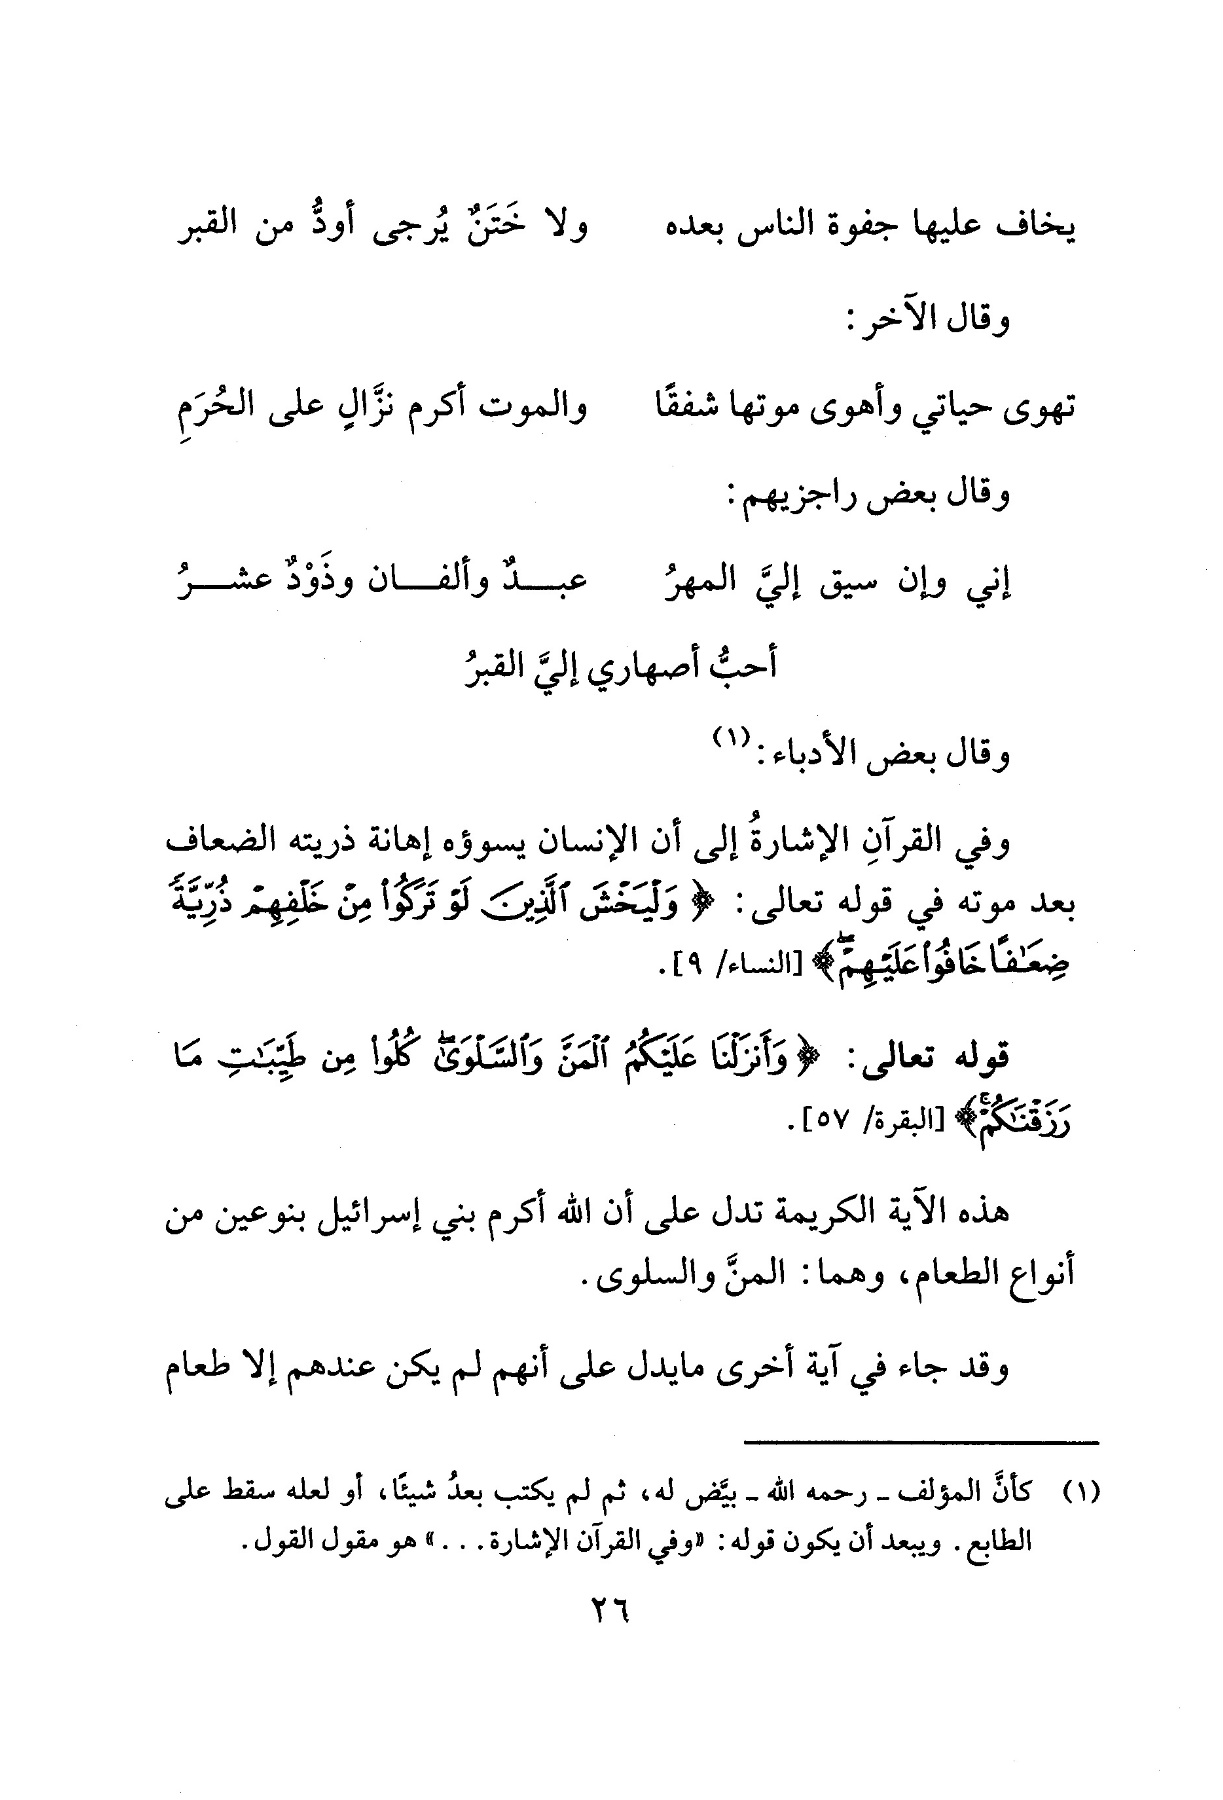 يخاف عليها جفوة الناس بعده ولا خَتَنٌ يُرجى أودُّ من القبر
وقال الآخر:
تهوى حياتي وأهوى موتها شفقًا والموت أكرم نزَّالٍ على الحُرَمِ
وقال بعض راجزيهم:
إني وإن سيق إليَّ المهرُ عبـــدٌ وألفـــان وذَوْدٌ عشـــرُ
أحبُّ أصهاري إليَّ القبرُ
وقال بعض الأدباء:(١)
وفي القرآنِ الإشارةُ إلى أن الإنسان يسوؤه إهانة ذريته الضعاف
بعد موته في قوله تعالى: ﴿ وَلْيَخْشَ ٱلَّذِينَ لَوْ تَرَكُوا۟ مِنْ خَلْفِهِمْ ذُرِّيَّةً
ضِعَٰفًا خَافُوا۟ عَلَيْهِمْۖ ﴾ [النساء/ ٩].
قوله تعالى: ﴿ وَأَنزَلْنَا عَلَيْكُمُ ٱلْمَنَّ وَٱلسَّلْوَىٰۖ كُلُوا۟ مِن طَيِّبَٰتِ مَا
رَزَقْنَٰكُمْۚ ﴾ [البقرة/ ٥٧].
هذه الآية الكريمة تدل على أن الله أكرم بني إسرائيل بنوعين من
أنواع الطعام، وهما: المنَّ والسلوى.
وقد جاء في آية أخرى مايدل على أنهم لم يكن عندهم إلا طعام
(١) كأنَّ المؤلف ـ رحمه الله ـ بيَّض له، ثم لم يكتب بعدُ شيئًا، أو لعله سقط على
الطابع. ويبعد أن يكون قوله: «وفي القرآن الإشارة...» هو مقول القول.
٢٦